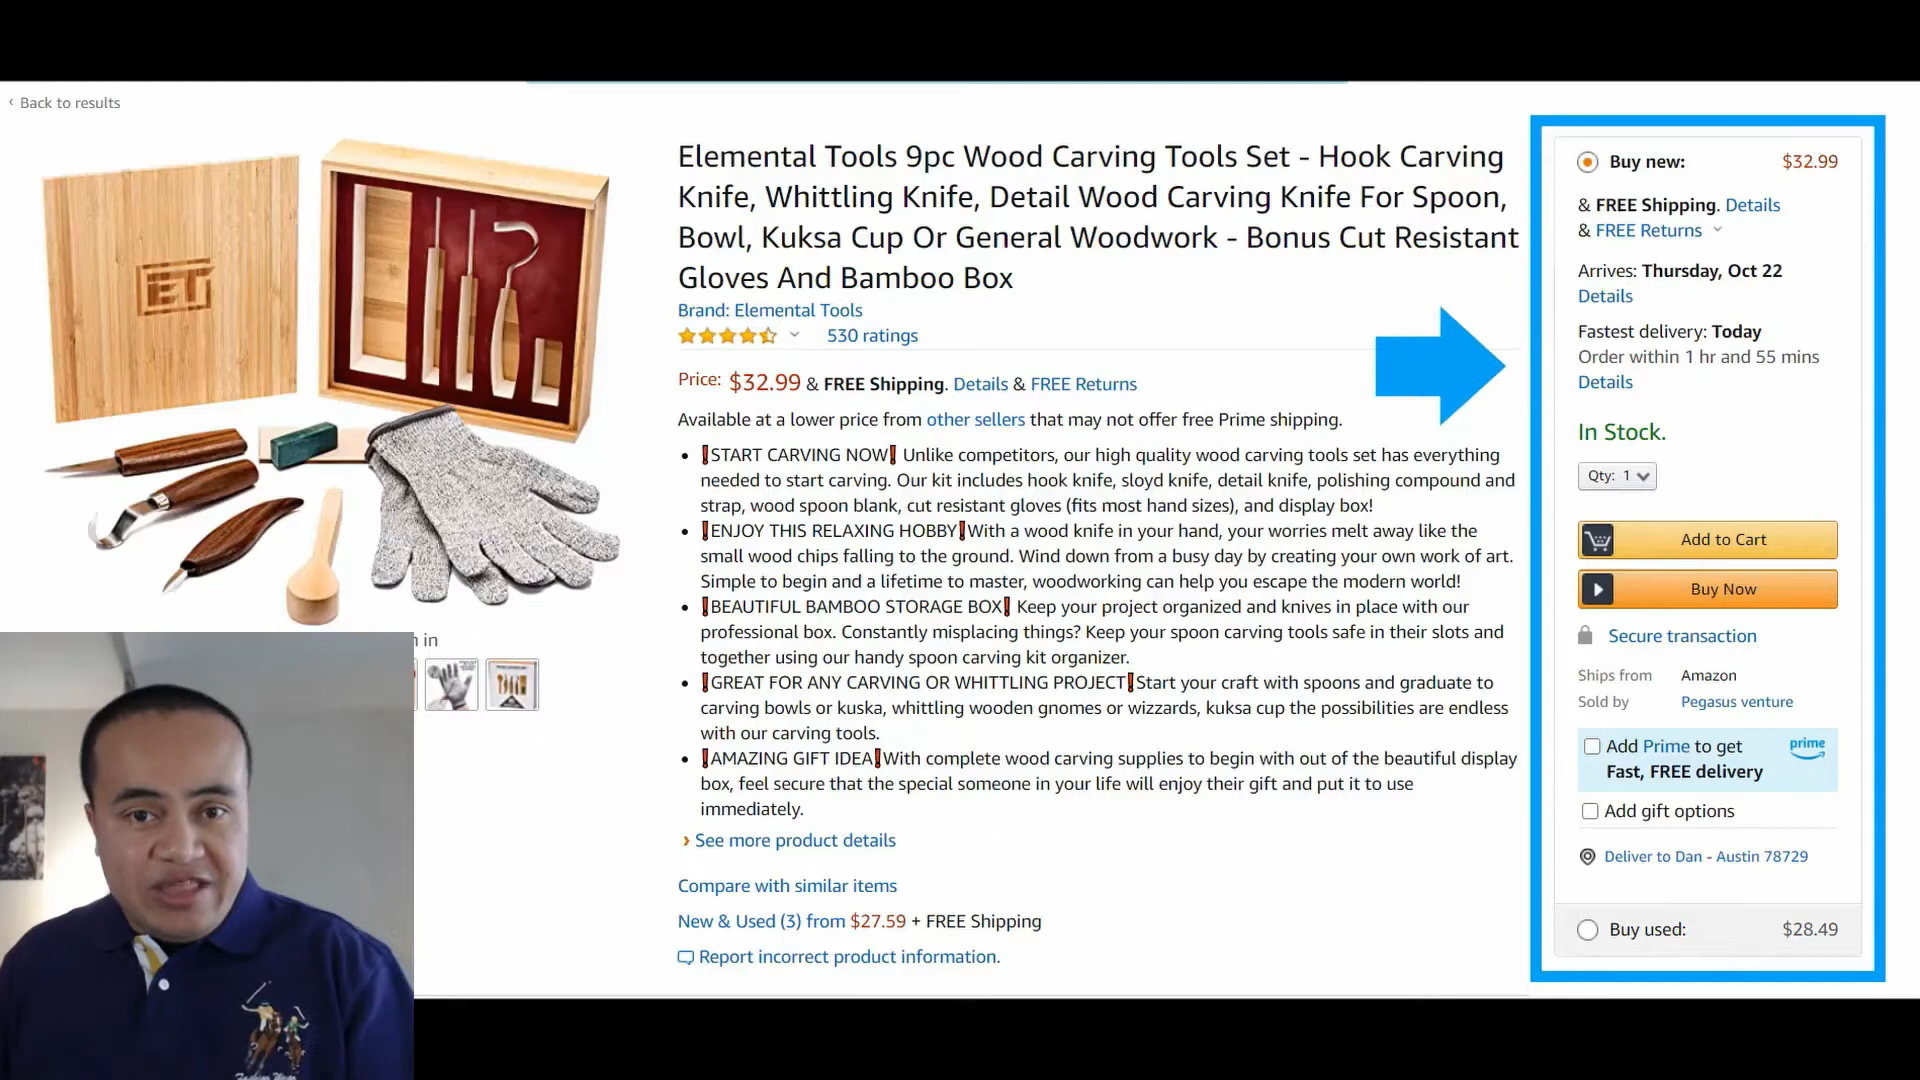 ‹ Back to results
ET
n in
Elemental Tools 9pc Wood Carving Tools Set - Hook Carving
Knife, Whittling Knife, Detail Wood Carving Knife For Spoon,
Bowl, Kuksa Cup Or General Woodwork - Bonus Cut Resistant
Gloves And Bamboo Box
Brand: Elemental Tools
530 ratings
Price: $32.99 & FREE Shipping. Details & FREE Returns
Available at a lower price from other sellers that may not offer free Prime shipping.
• ❗START CARVING NOW❗ Unlike competitors, our high quality wood carving tools set has everything
needed to start carving. Our kit includes hook knife, sloyd knife, detail knife, polishing compound and
strap, wood spoon blank, cut resistant gloves (fits most hand sizes), and display box!
• ❗ENJOY THIS RELAXING HOBBY❗With a wood knife in your hand, your worries melt away like the
small wood chips falling to the ground. Wind down from a busy day by creating your own work of art.
Simple to begin and a lifetime to master, woodworking can help you escape the modern world!
• ❗BEAUTIFUL BAMBOO STORAGE BOX❗ Keep your project organized and knives in place with our
professional box. Constantly misplacing things? Keep your spoon carving tools safe in their slots and
together using our handy spoon carving kit organizer.
• ❗GREAT FOR ANY CARVING OR WHITTLING PROJECT❗Start your craft with spoons and graduate to
carving bowls or kuska, whittling wooden gnomes or wizzards, kuksa cup the possibilities are endless
with our carving tools.
• ❗AMAZING GIFT IDEA❗With complete wood carving supplies to begin with out of the beautiful display
box, feel secure that the special someone in your life will enjoy their gift and put it to use
immediately.
› See more product details
Compare with similar items
New & Used (3) from $27.59 + FREE Shipping
Report incorrect product information.
Buy new: $32.99
& FREE Shipping. Details
& FREE Returns
Arrives: Thursday, Oct 22
Details
Fastest delivery: Today
Order within 1 hr and 55 mins
Details
In Stock.
Qty: 1
Add to Cart
Buy Now
Secure transaction
Ships from Amazon
Sold by Pegasus venture
Add Prime to get prime
Fast, FREE delivery
Add gift options
Deliver to Dan - Austin 78729
Buy used: $28.49